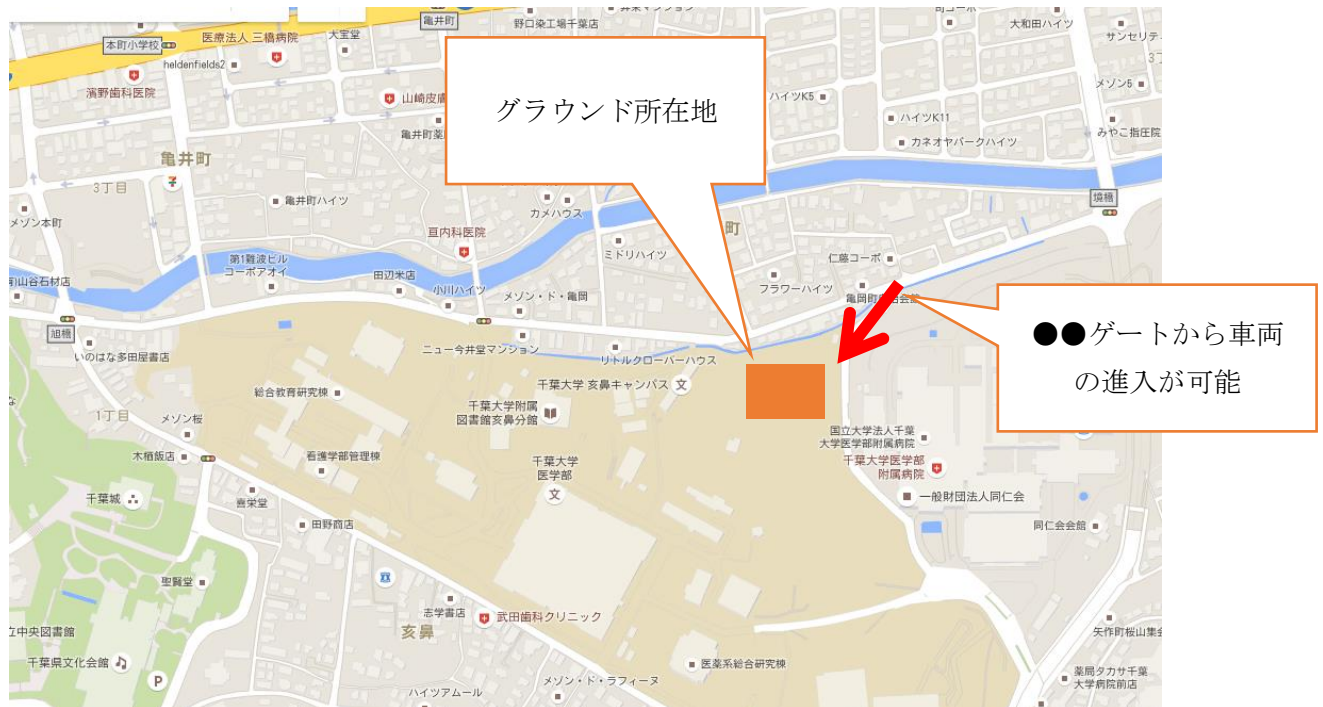 亀井町
野口染工場千葉店
大和田ハイツ
サンセリテ
本町小学校
医療法人 三橋病院
大宝堂
heldenfields2
濱野歯科医院
メゾン5
山崎皮膚
ハイツK5
ハイツK11
カネオヤパークハイツ
みやこ指圧院
グラウンド所在地
亀井町
3丁目
亀井町ハイツ
メゾン本町
カメハウス
亘内科医院
町
境橋
ミドリハイツ
第1難波ビル
コーポアオイ
田辺米店
小川ハイツ
メゾン・ド・亀岡
フラワーハイツ
山谷石材店
旭橋
いのはな多田屋書店
ニュー今井堂マンション
リトルクローバーハウス
●●ゲートから車両
の進入が可能
総合教育研究棟
千葉大学 亥鼻キャンパス
文
千葉大学附属
図書館亥鼻分館
1丁目
メゾン桜
木栖飯店
看護学部管理棟
千葉大学
医学部
文
国立大学法人千葉
大学医学部附属病院
千葉大学医学部
附属病院
一般財団法人同仁会
同仁会会館
千葉城
喜栄堂
田野商店
聖賢堂
志学書店
武田歯科クリニック
亥鼻
立中央図書館
千葉県文化会館
P
ハイツアムール
メゾン・ド・ラフィーヌ
医薬系総合研究棟
矢作町桜山集会
薬局タカサ千葉
大学病院前店